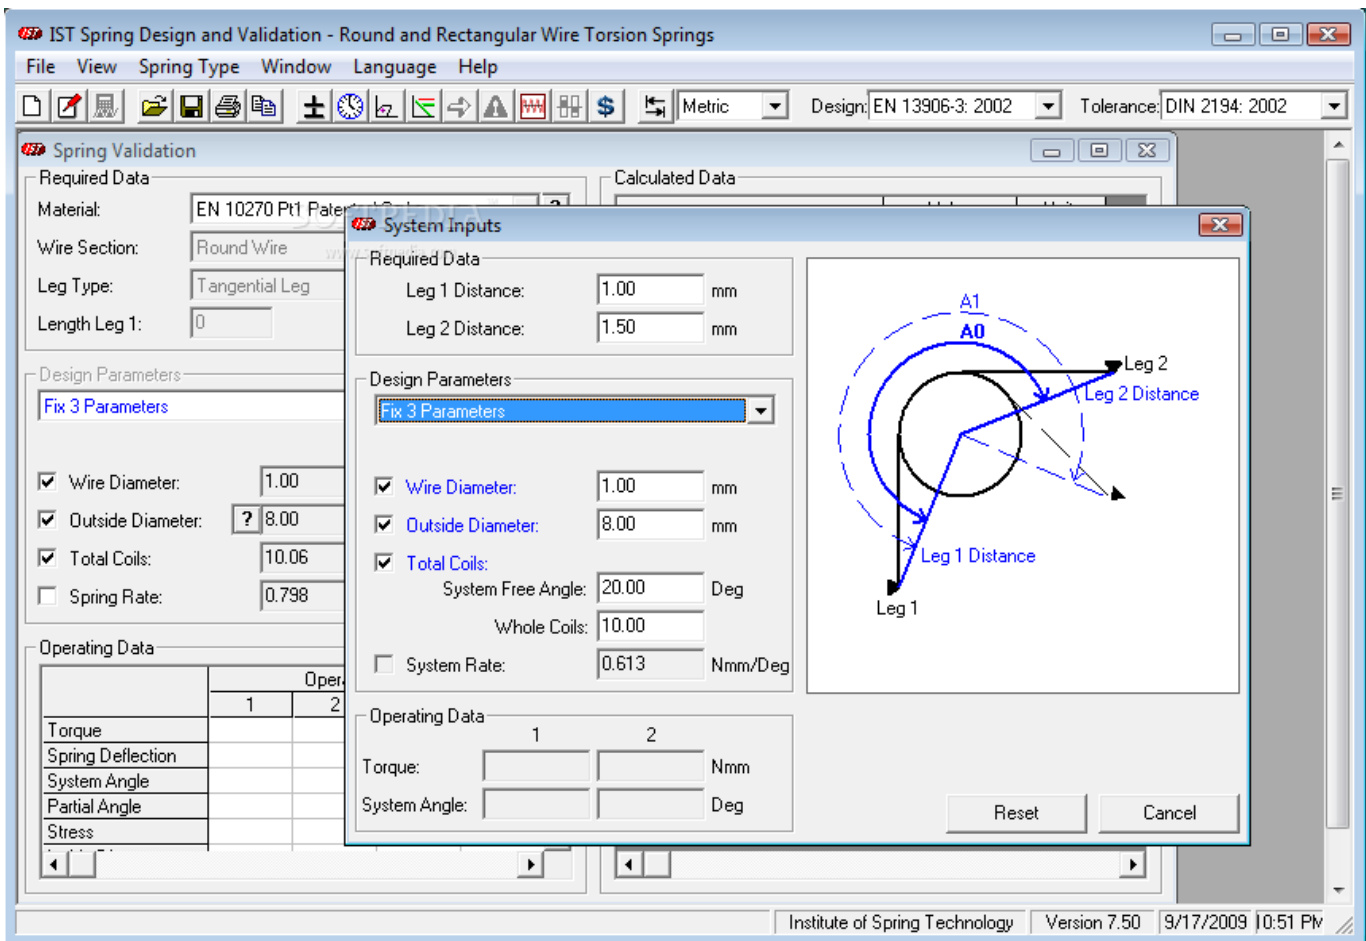 IST Spring Design and Validation - Round and Rectangular Wire Torsion Springs
File View Spring Type Window Language Help
Metric Design: EN 13906-3: 2002 Tolerance: DIN 2194: 2002
Spring Validation
Required Data
Material: EN 10270 Pt1
Wire Section: Round Wire
Leg Type: Tangential Leg
Length Leg 1: 0
Design Parameters
Fix 3 Parameters
Wire Diameter: 1.00
Outside Diameter: ? 8.00
Total Coils: 10.06
Spring Rate: 0.798
Operating Data
1 2
Torque
Spring Deflection
System Angle
Partial Angle
Stress
Calculated Data
SOFTPEDIA
System Inputs
Required Data
Leg 1 Distance: 1.00 mm
Leg 2 Distance: 1.50 mm
Design Parameters
Fix 3 Parameters
Wire Diameter: 1.00 mm
Outside Diameter: 8.00 mm
Total Coils:
System Free Angle: 20.00 Deg
Whole Coils: 10.00
System Rate: 0.613 Nmm/Deg
Operating Data
1 2
Torque: Nmm
System Angle: Deg
A1
A0
Leg 2
Leg 2 Distance
Leg 1 Distance
Leg 1
Reset Cancel
Institute of Spring Technology Version 7.50 9/17/2009 10:51 PM